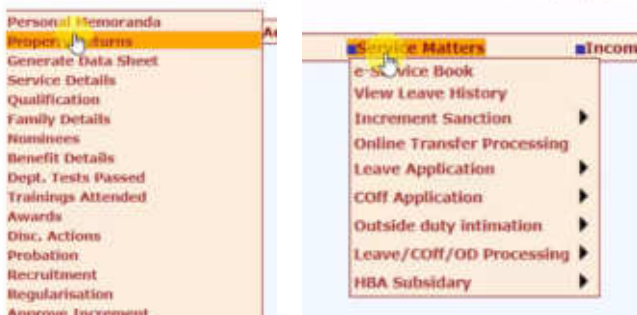 Personal Memoranda
Property Returns
Generate Data Sheet
Service Details
Qualification
Family Details
Nominees
Benefit Details
Dept. Tests Passed
Trainings Attended
Awards
Disc. Actions
Probation
Recruitment
Regularisation
Approve Increment
Service Matters
Incom
e-Service Book
View Leave History
Increment Sanction
Online Transfer Processing
Leave Application
COff Application
Outside duty intimation
Leave/COff/OD Processing
HBA Subsidary